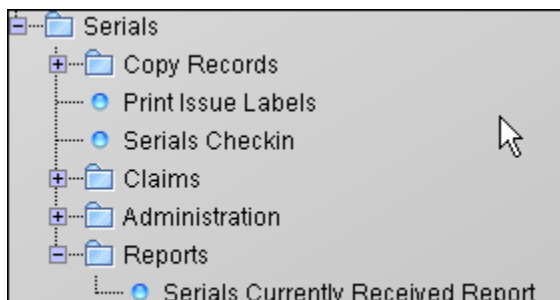 Serials
Copy Records
Print Issue Labels
Serials Checkin
Claims
Administration
Reports
Serials Currently Received Report